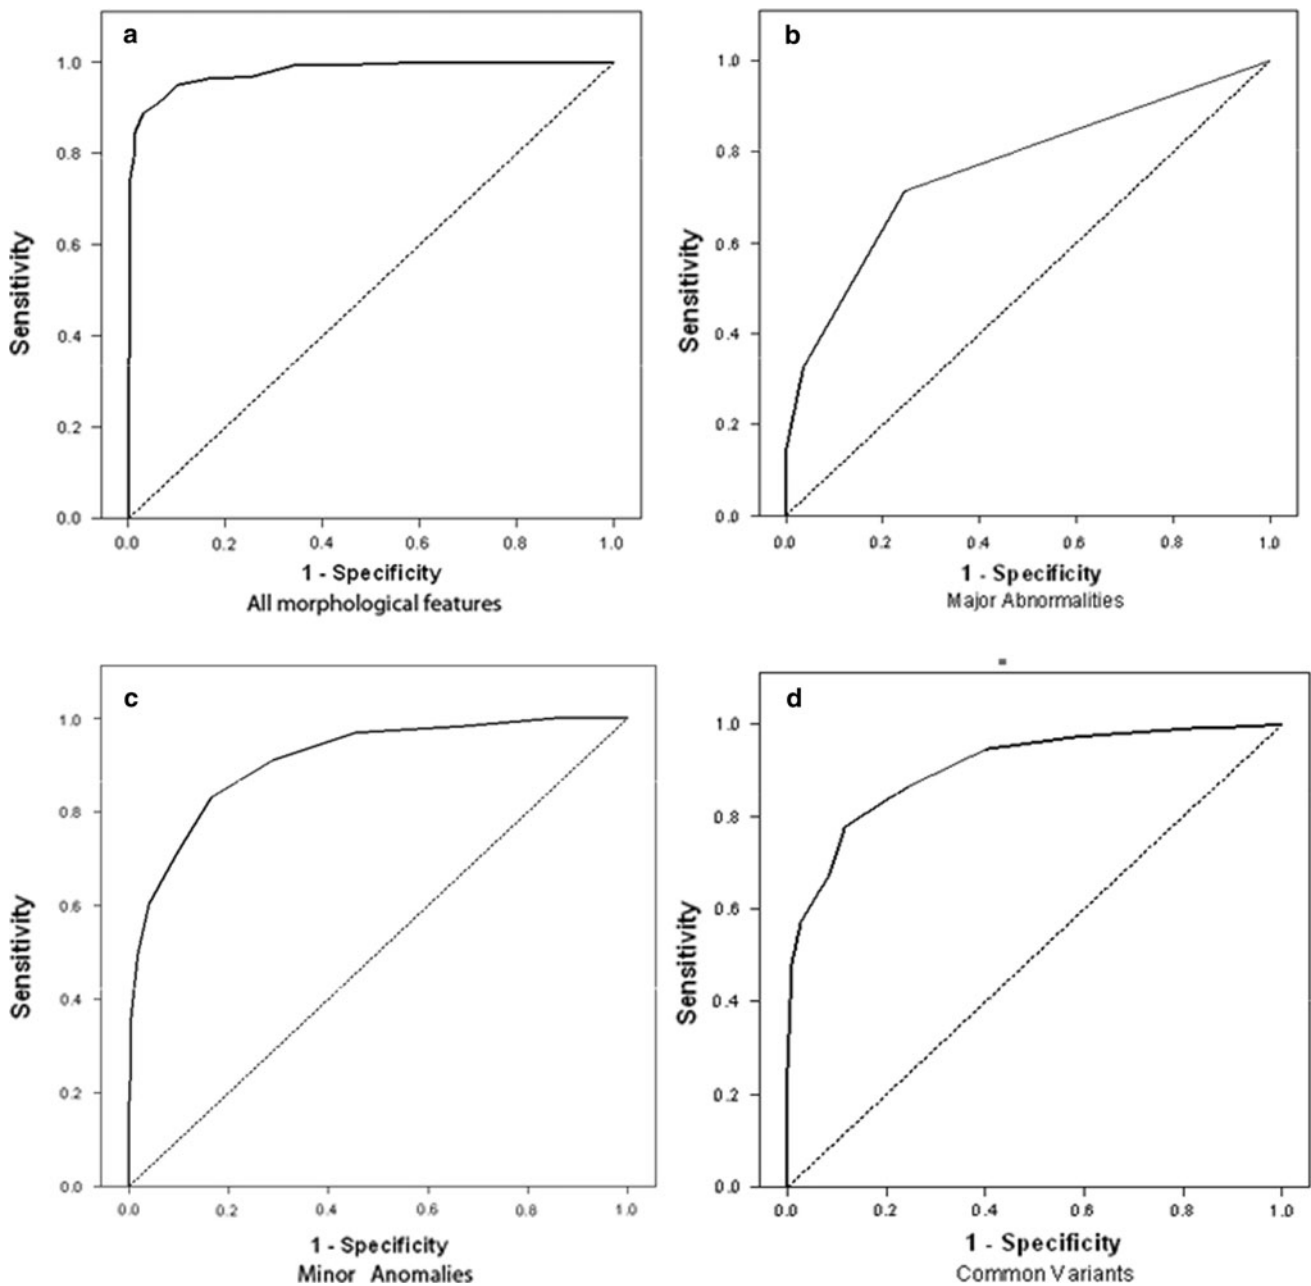 a
1.0
0.8
0.6
0.4
0.2
0.0
Sensitivity
0.0 0.2 0.4 0.6 0.8 1.0
1 - Specificity
All morphological features
b
1.0
0.8
0.6
0.4
0.2
0.0
Sensitivity
0.0 0.2 0.4 0.6 0.8 1.0
1 - Specificity
Major Abnormalities
c
1.0
0.8
0.6
0.4
0.2
0.0
Sensitivity
0.0 0.2 0.4 0.6 0.8 1.0
1 - Specificity
Minor Anomalies
d
1.0
0.8
0.6
0.4
0.2
0.0
Sensitivity
0.0 0.2 0.4 0.6 0.8 1.0
1 - Specificity
Common Variants